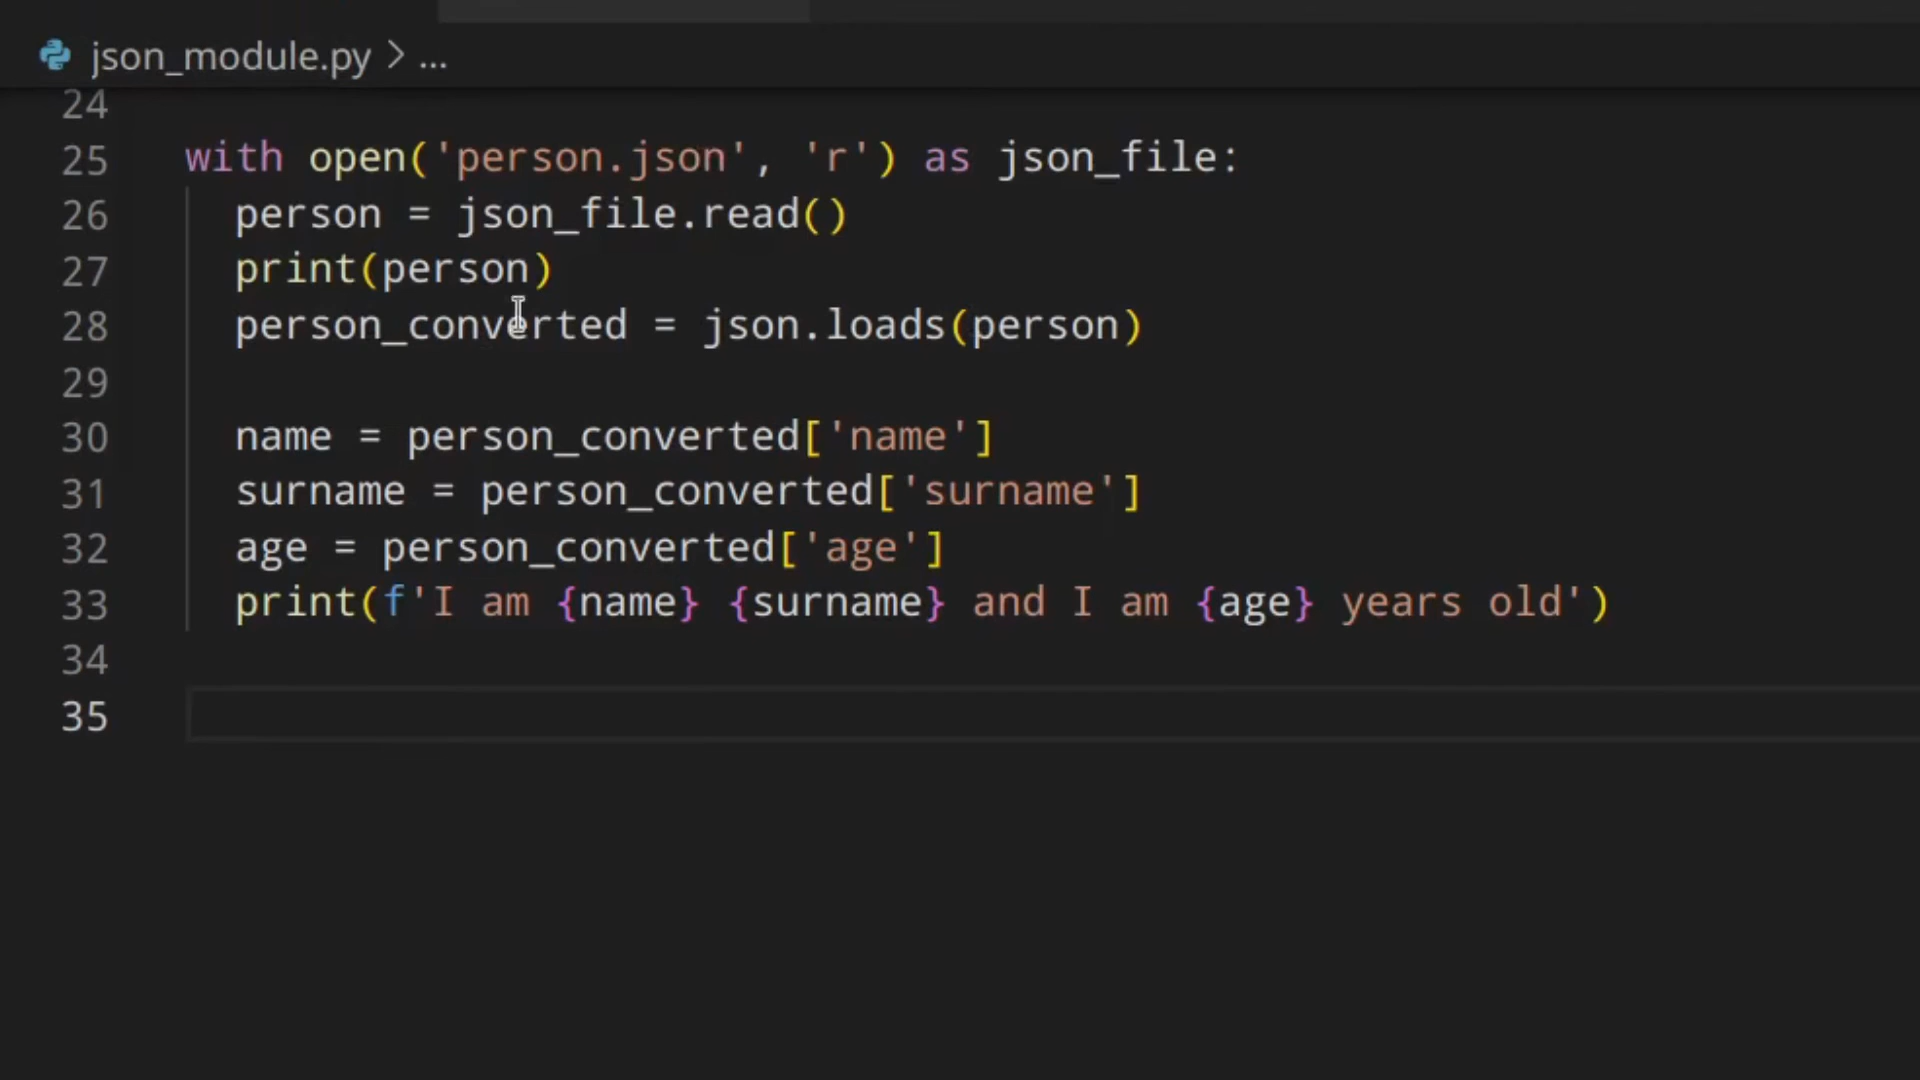 json_module.py > ...
24
25 with open('person.json', 'r') as json_file:
26   person = json_file.read()
27   print(person)
28   person_converted = json.loads(person)
29
30   name = person_converted['name']
31   surname = person_converted['surname']
32   age = person_converted['age']
33   print(f'I am {name} {surname} and I am {age} years old')
34
35